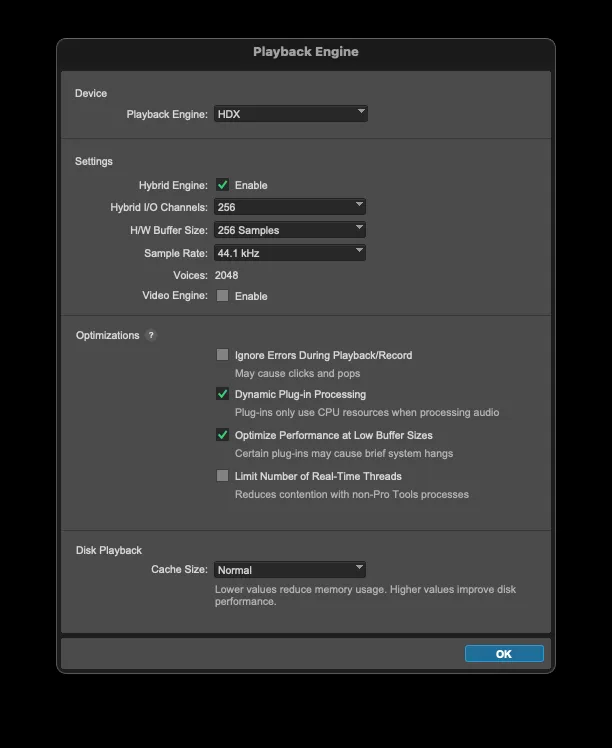 Playback Engine
Device
Playback Engine: HDX
Settings
Hybrid Engine: Enable
Hybrid I/O Channels: 256
H/W Buffer Size: 256 Samples
Sample Rate: 44.1 kHz
Voices: 2048
Video Engine: Enable
Optimizations ?
Ignore Errors During Playback/Record
May cause clicks and pops
Dynamic Plug-in Processing
Plug-ins only use CPU resources when processing audio
Optimize Performance at Low Buffer Sizes
Certain plug-ins may cause brief system hangs
Limit Number of Real-Time Threads
Reduces contention with non-Pro Tools processes
Disk Playback
Cache Size: Normal
Lower values reduce memory usage. Higher values improve disk
performance.
OK